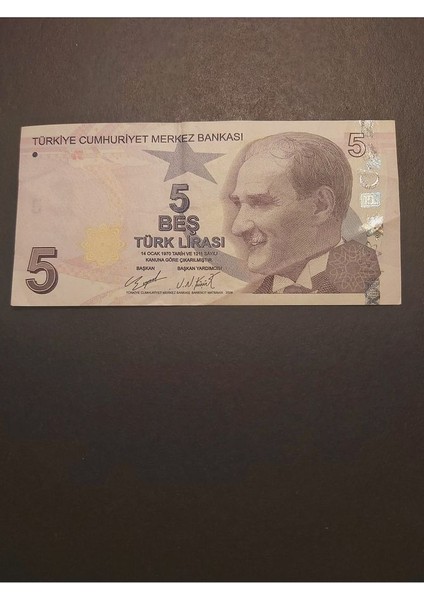 TÜRKİYE CUMHURİYET MERKEZ BANKASI
5
5
BEŞ
TÜRK LİRASI
14 OCAK 1970 TARİH VE 1211 SAYILI
KANUNA GÖRE ÇIKARILMIŞTIR.
BAŞKAN BAŞKAN YARDIMCISI
5